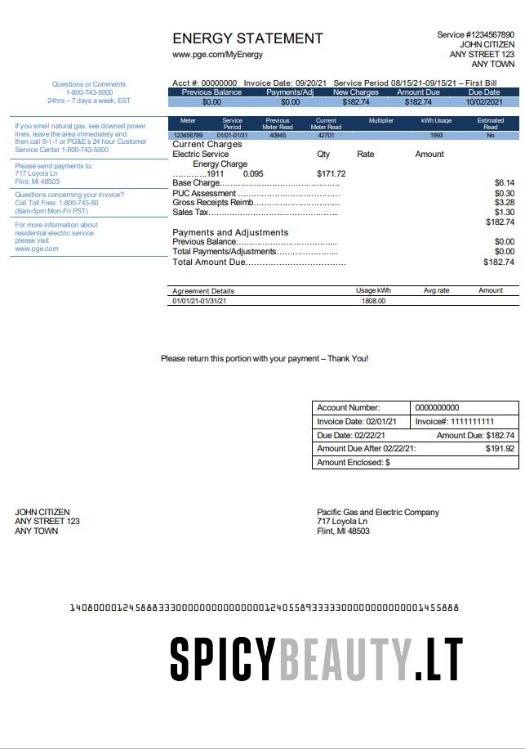 ENERGY STATEMENT
www.pge.com/MyEnergy
Service #1234567890
JOHN CITIZEN
ANY STREET 123
ANY TOWN
Questions or Comments
1-800-743-5000
24hrs – 7 days a week, EST
If you smell natural gas, see downed power
lines, leave the area immediately and
then call 9-1-1 or PG&E's 24 hour Customer
Service Center 1-800-743-5000
Please send payments to:
717 Loyola Ln
Flint, MI 48503
Questions concerning your invoice?
Call Toll Free: 1-800-743-50
(8am-5pm Mon-Fri PST)
For more information about
residential electric service
please visit
www.pge.com
Acct #: 00000000 Invoice Date: 09/20/21 Service Period 08/15/21-09/15/21 – First Bill
Previous Balance Payments/Adj New Charges Amount Due Due Date
$0.00 $0.00 $182.74 $182.74 10/02/2021
Meter Service Period Previous Meter Read Current Meter Read Multiplier kWh Usage Estimated Read
123456789 01/01-01/31 40945 42701 1993 No
Current Charges
Electric Service Qty Rate Amount
Energy Charge
.............1911 0.095 $171.72
Base Charge.......................................................... $6.14
PUC Assessment.................................................. $0.30
Gross Receipts Reimb......................................... $3.28
Sales Tax............................................................. $1.30
$182.74
Payments and Adjustments
Previous Balance.................................................. $0.00
Total Payments/Adjustments................................ $0.00
Total Amount Due................................................ $182.74
Agreement Details Usage kWh Avg rate Amount
01/01/21-01/31/21 1808.00
Please return this portion with your payment – Thank You!
Account Number: 0000000000
Invoice Date: 02/01/21 Invoice#: 1111111111
Due Date: 02/22/21 Amount Due: $182.74
Amount Due After 02/22/21: $191.92
Amount Enclosed: $
JOHN CITIZEN
ANY STREET 123
ANY TOWN
Pacific Gas and Electric Company
717 Loyola Ln
Flint, MI 48503
SPICYBEAUTY.LT